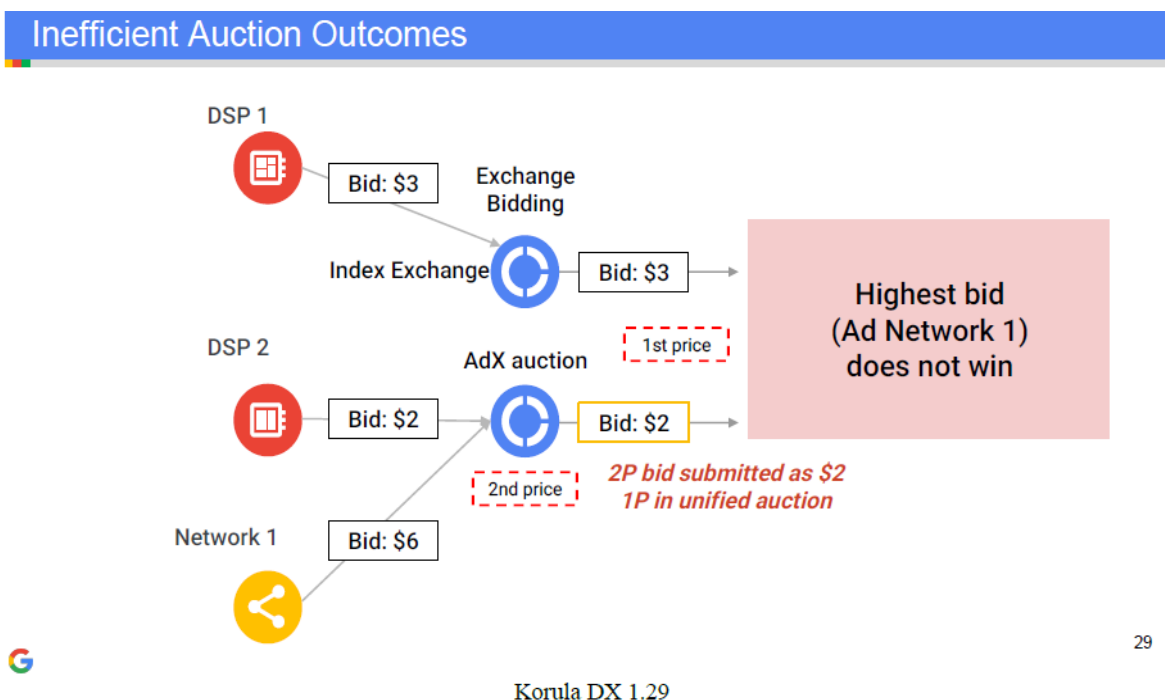 Inefficient Auction Outcomes
DSP 1
Bid: $3
Exchange
Bidding
Index Exchange
Bid: $3
Highest bid
(Ad Network 1)
does not win
1st price
DSP 2
AdX auction
Bid: $2
Bid: $2
2nd price
2P bid submitted as $2
1P in unified auction
Network 1
Bid: $6
29
Korula DX 1.29